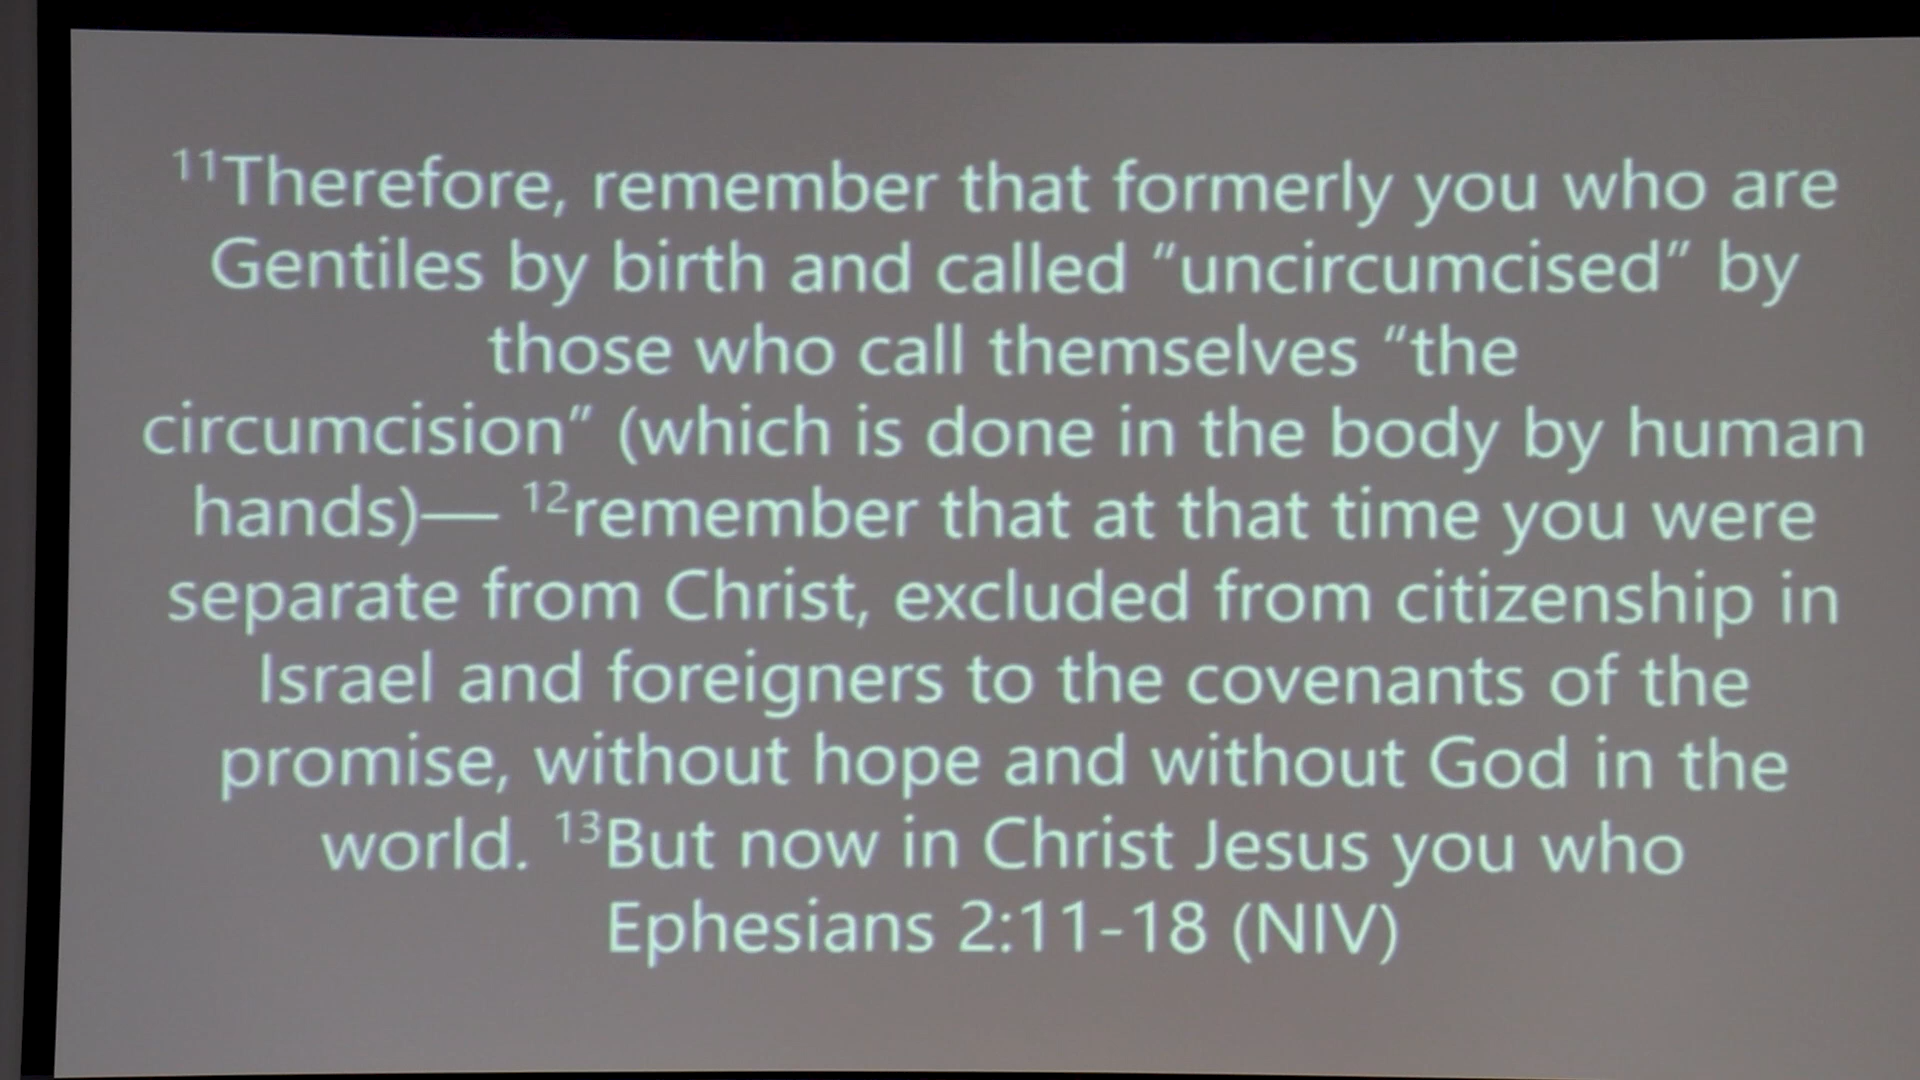 ¹¹Therefore, remember that formerly you who are
Gentiles by birth and called “uncircumcised” by
those who call themselves “the
circumcision” (which is done in the body by human
hands)— ¹²remember that at that time you were
separate from Christ, excluded from citizenship in
Israel and foreigners to the covenants of the
promise, without hope and without God in the
world. ¹³But now in Christ Jesus you who
Ephesians 2:11-18 (NIV)